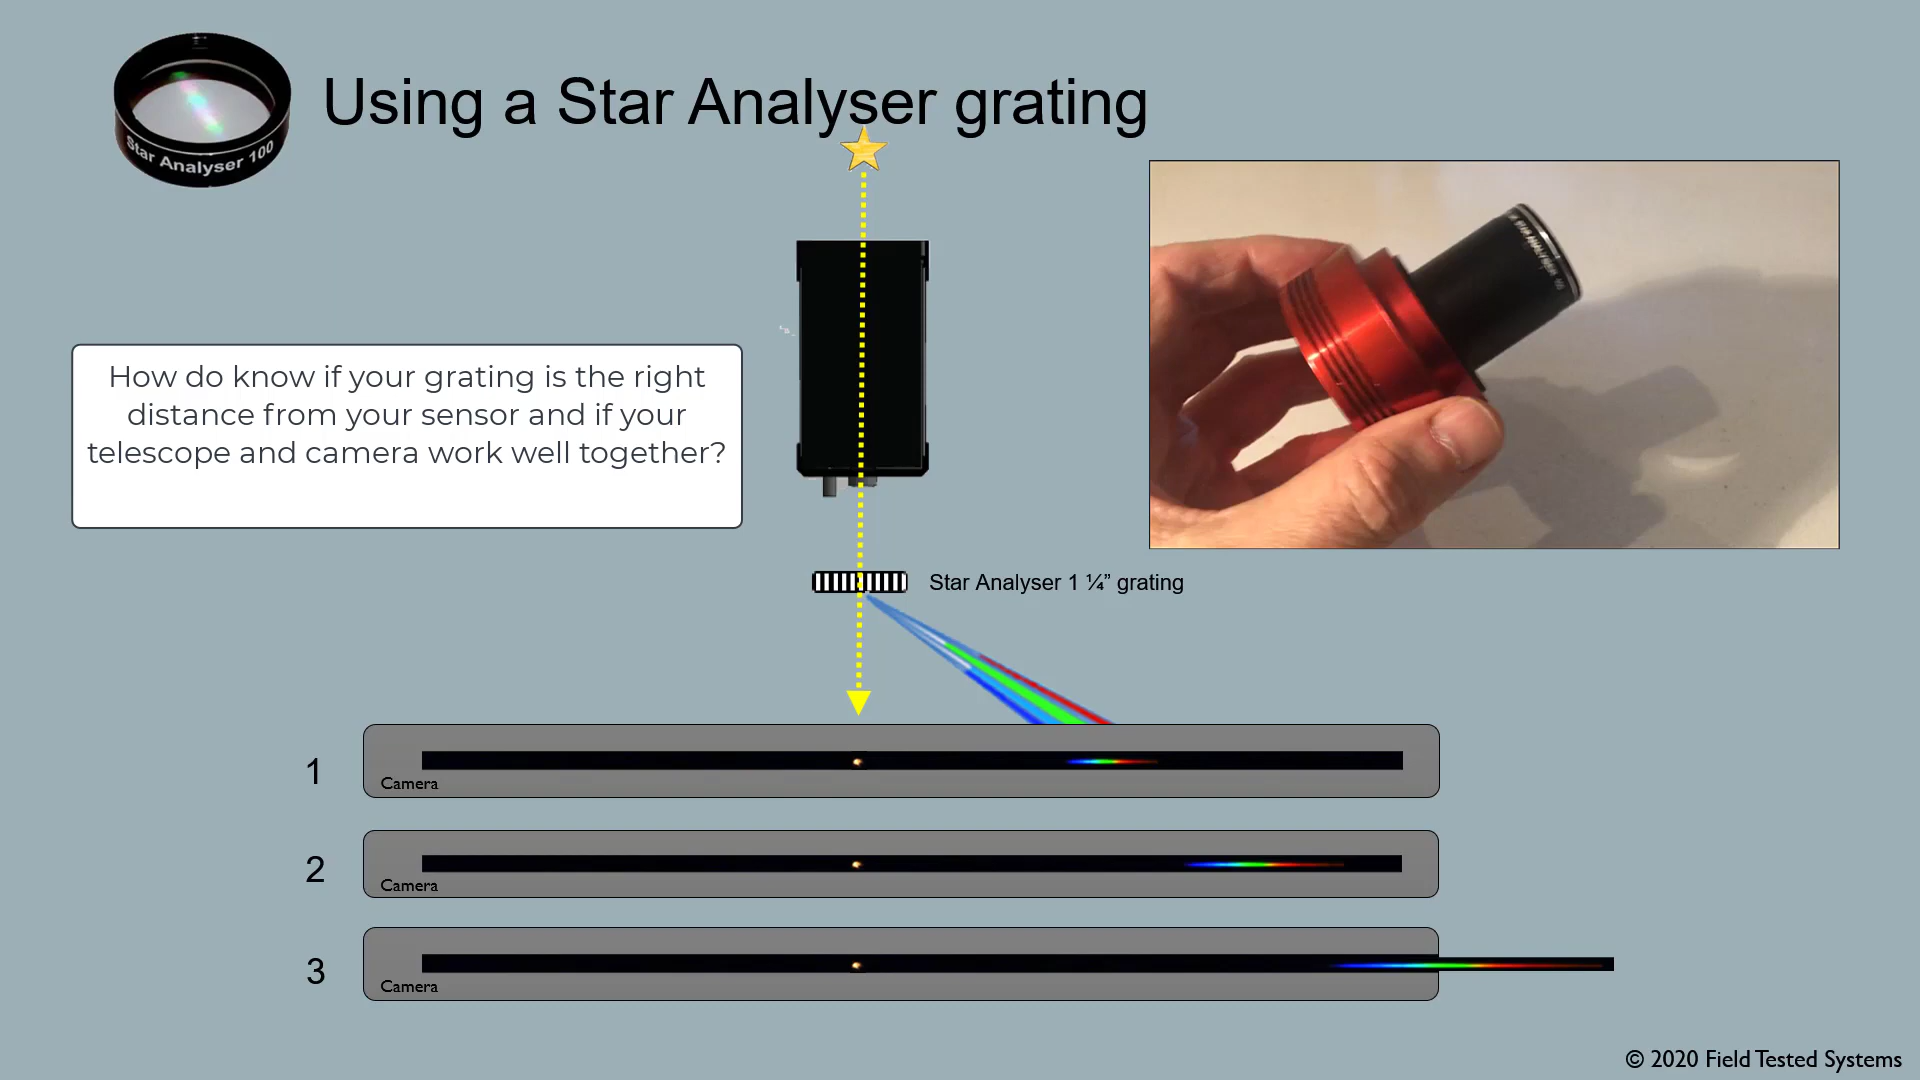 Star Analyser 100
Using a Star Analyser grating
How do know if your grating is the right
distance from your sensor and if your
telescope and camera work well together?
Star Analyser 1 ¼” grating
1
Camera
2
Camera
3
Camera
© 2020 Field Tested Systems